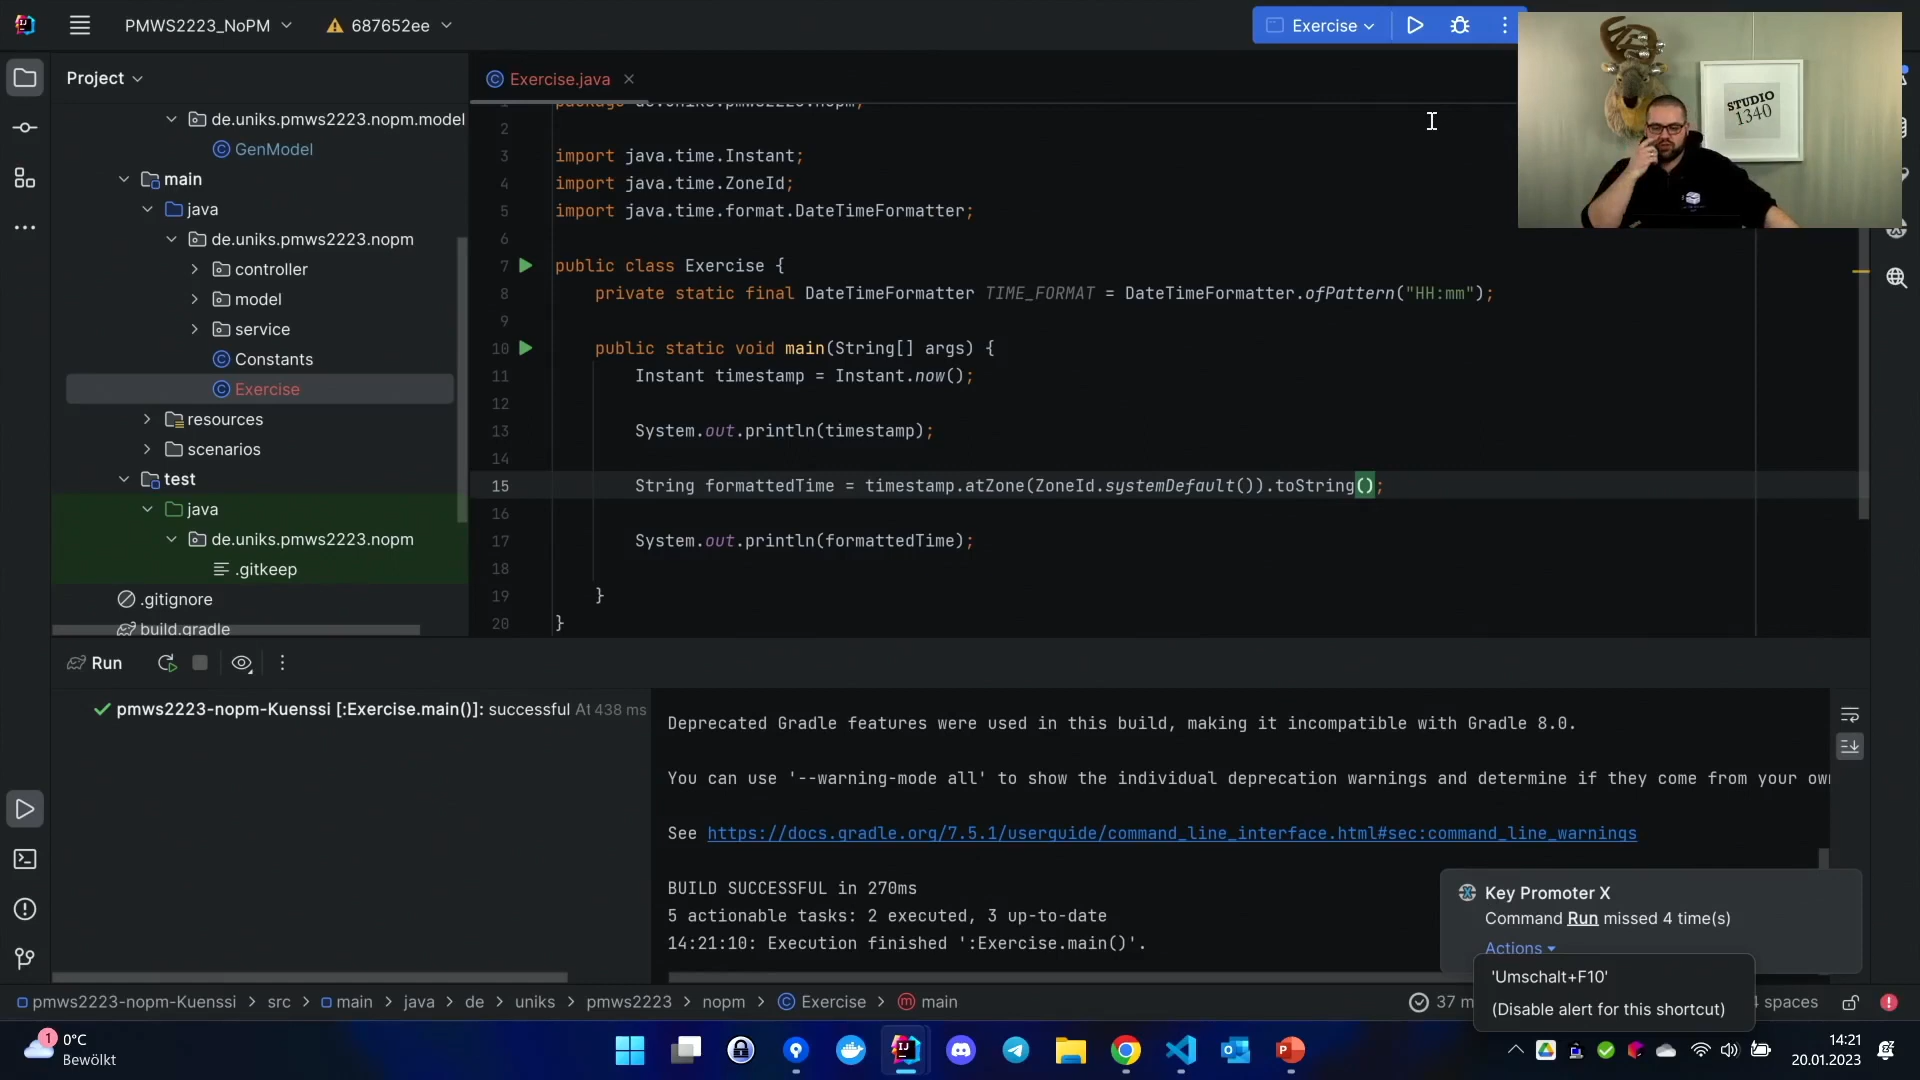 PMWS2223_NoPM
687652ee
Exercise
Project
Exercise.java
STUDIO
1340
de.uniks.pmws2223.nopm.model
GenModel
main
java
de.uniks.pmws2223.nopm
controller
model
service
Constants
Exercise
resources
scenarios
test
java
de.uniks.pmws2223.nopm
.gitkeep
.gitignore
build.gradle
1 package de.uniks.pmws2223.nopm;
2
3 import java.time.Instant;
4 import java.time.ZoneId;
5 import java.time.format.DateTimeFormatter;
6
7 public class Exercise {
8 private static final DateTimeFormatter TIME_FORMAT = DateTimeFormatter.ofPattern("HH:mm");
9
10 public static void main(String[] args) {
11 Instant timestamp = Instant.now();
12
13 System.out.println(timestamp);
14
15 String formattedTime = timestamp.atZone(ZoneId.systemDefault()).toString();
16
17 System.out.println(formattedTime);
18
19 }
20 }
Run
pmws2223-nopm-Kuenssi [:Exercise.main()]: successful At 438 ms
Deprecated Gradle features were used in this build, making it incompatible with Gradle 8.0.
You can use '--warning-mode all' to show the individual deprecation warnings and determine if they come from your own
See https://docs.gradle.org/7.5.1/userguide/command_line_interface.html#sec:command_line_warnings
BUILD SUCCESSFUL in 270ms
5 actionable tasks: 2 executed, 3 up-to-date
14:21:10: Execution finished ':Exercise.main()'.
Key Promoter X
Command Run missed 4 time(s)
Actions
'Umschalt+F10'
(Disable alert for this shortcut)
pmws2223-nopm-Kuenssi > src > main > java > de > uniks > pmws2223 > nopm > Exercise > main
37 m
4 spaces
1
0°C
Bewölkt
14:21
20.01.2023